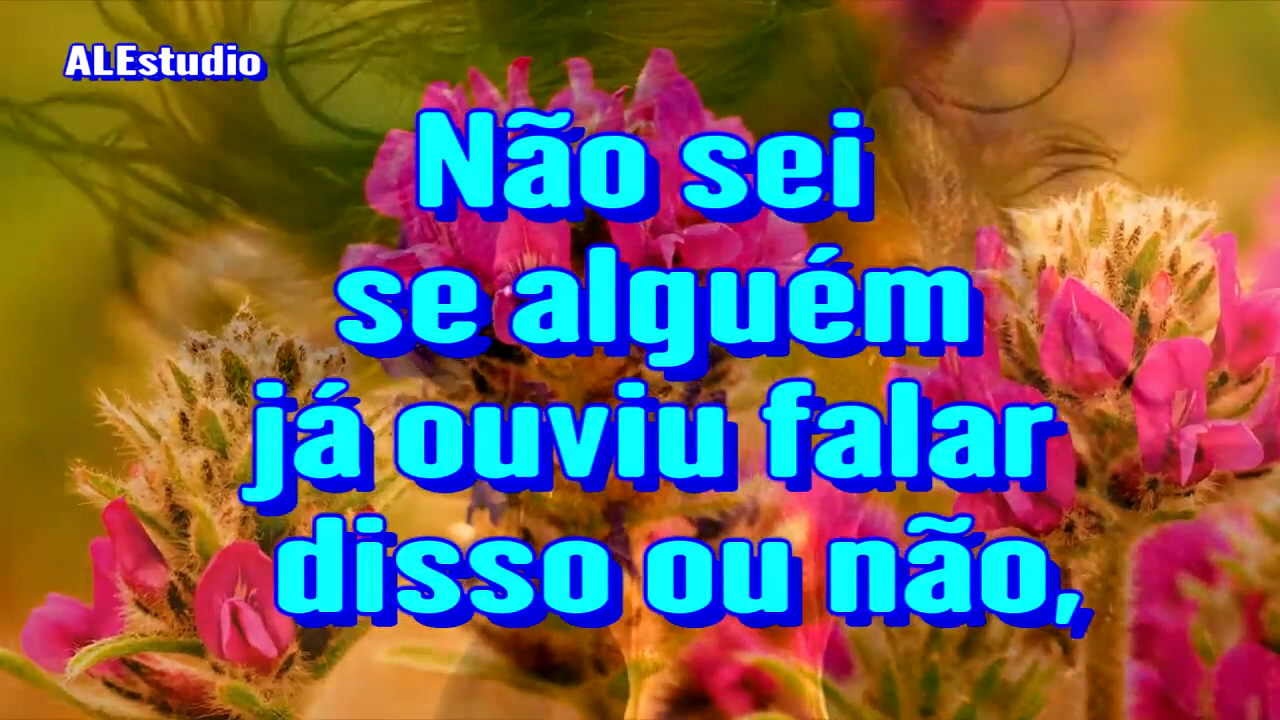 ALEstudio
Não sei
se alguém
já ouviu falar
disso ou não,